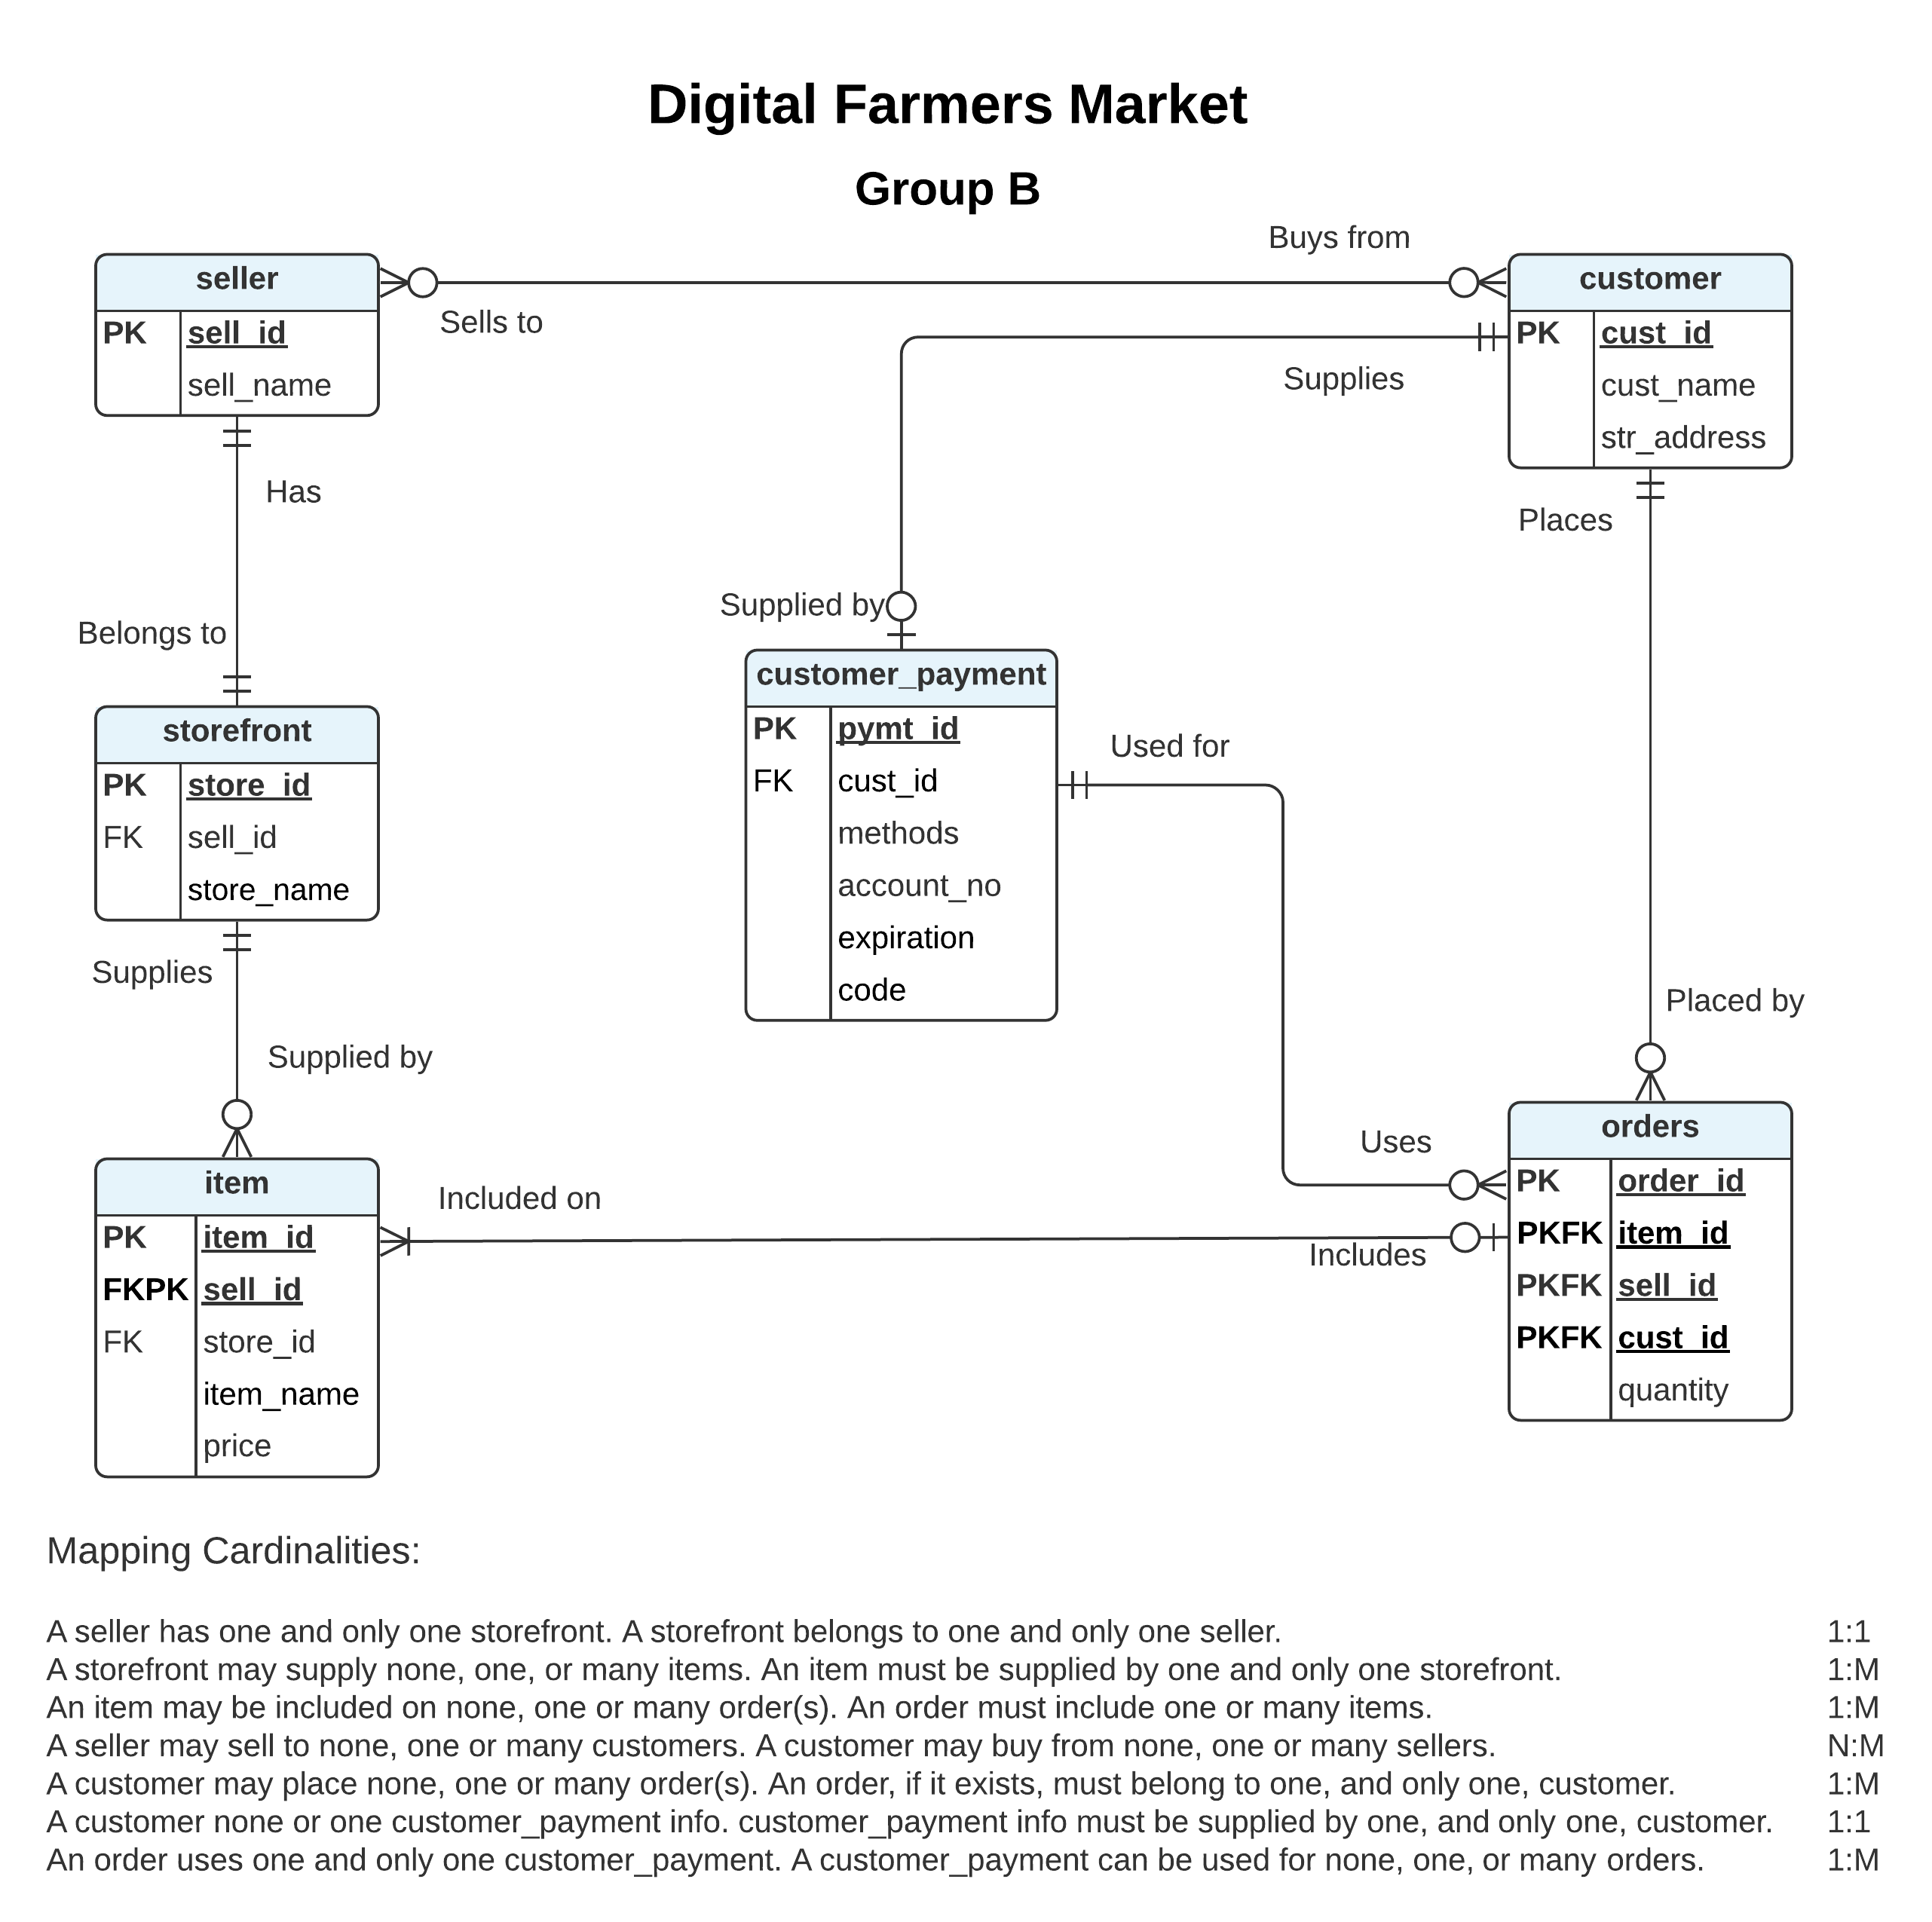 Digital Farmers Market
Group B
Buys from
seller
customer
Sells to
PK sell_id
sell_name
PK cust_id
cust_name
str_address
Supplies
Has
Places
Supplied by
Belongs to
customer_payment
PK pymt_id
FK cust_id
methods
account_no
expiration
code
Used for
storefront
PK store_id
FK sell_id
store_name
Supplies
Placed by
Supplied by
orders
PK order_id
PKFK item_id
PKFK sell_id
PKFK cust_id
quantity
Uses
item
PK item_id
FKPK sell_id
FK store_id
item_name
price
Included on
Includes
Mapping Cardinalities:
A seller has one and only one storefront. A storefront belongs to one and only one seller. 1:1
A storefront may supply none, one, or many items. An item must be supplied by one and only one storefront. 1:M
An item may be included on none, one or many order(s). An order must include one or many items. 1:M
A seller may sell to none, one or many customers. A customer may buy from none, one or many sellers. N:M
A customer may place none, one or many order(s). An order, if it exists, must belong to one, and only one, customer. 1:M
A customer none or one customer_payment info. customer_payment info must be supplied by one, and only one, customer. 1:1
An order uses one and only one customer_payment. A customer_payment can be used for none, one, or many orders. 1:M